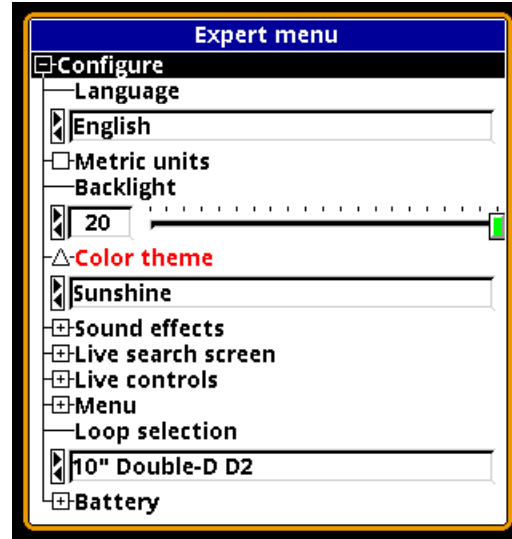 Expert menu
Configure
Language
English
Metric units
Backlight
20
Color theme
Sunshine
Sound effects
Live search screen
Live controls
Menu
Loop selection
10" Double-D D2
Battery